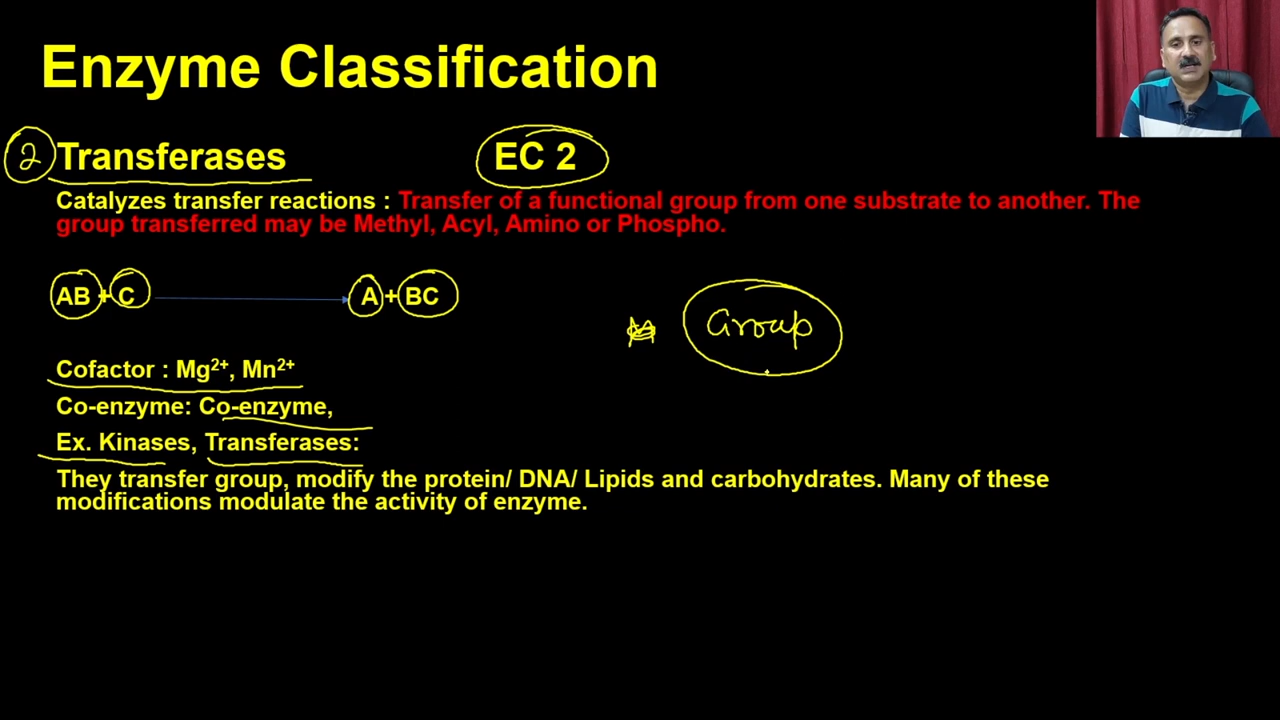 Enzyme Classification
2 Transferases EC 2
Catalyzes transfer reactions : Transfer of a functional group from one substrate to another. The
group transferred may be Methyl, Acyl, Amino or Phospho.
AB + C A + BC
Group
Cofactor : Mg²⁺, Mn²⁺
Co-enzyme: Co-enzyme,
Ex. Kinases, Transferases:
They transfer group, modify the protein/ DNA/ Lipids and carbohydrates. Many of these
modifications modulate the activity of enzyme.